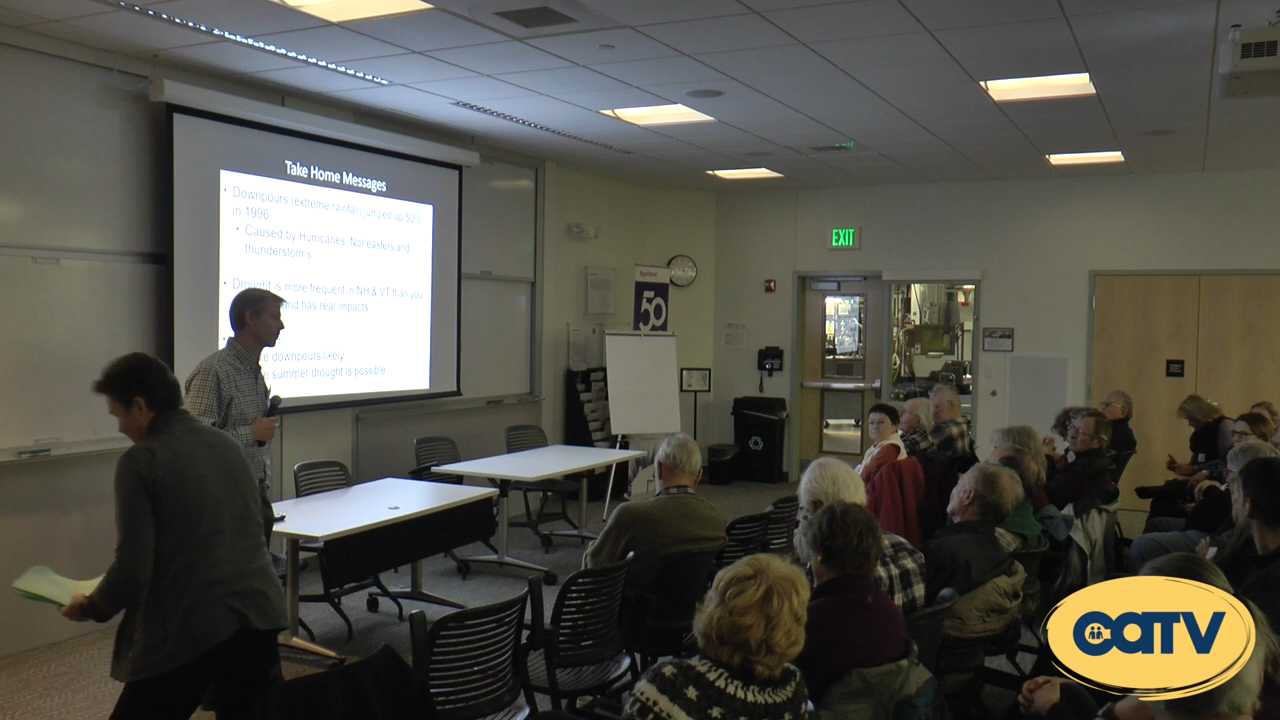 Take Home Messages
• Downpours (extreme rainfall) jumped up 50%
in 1996
• Caused by Hurricanes, Nor'easters and
thunderstorms
• Drought is more frequent in NH & VT than you
and has real impacts
downpours likely
summer drought is possible
EXIT
50
CATV